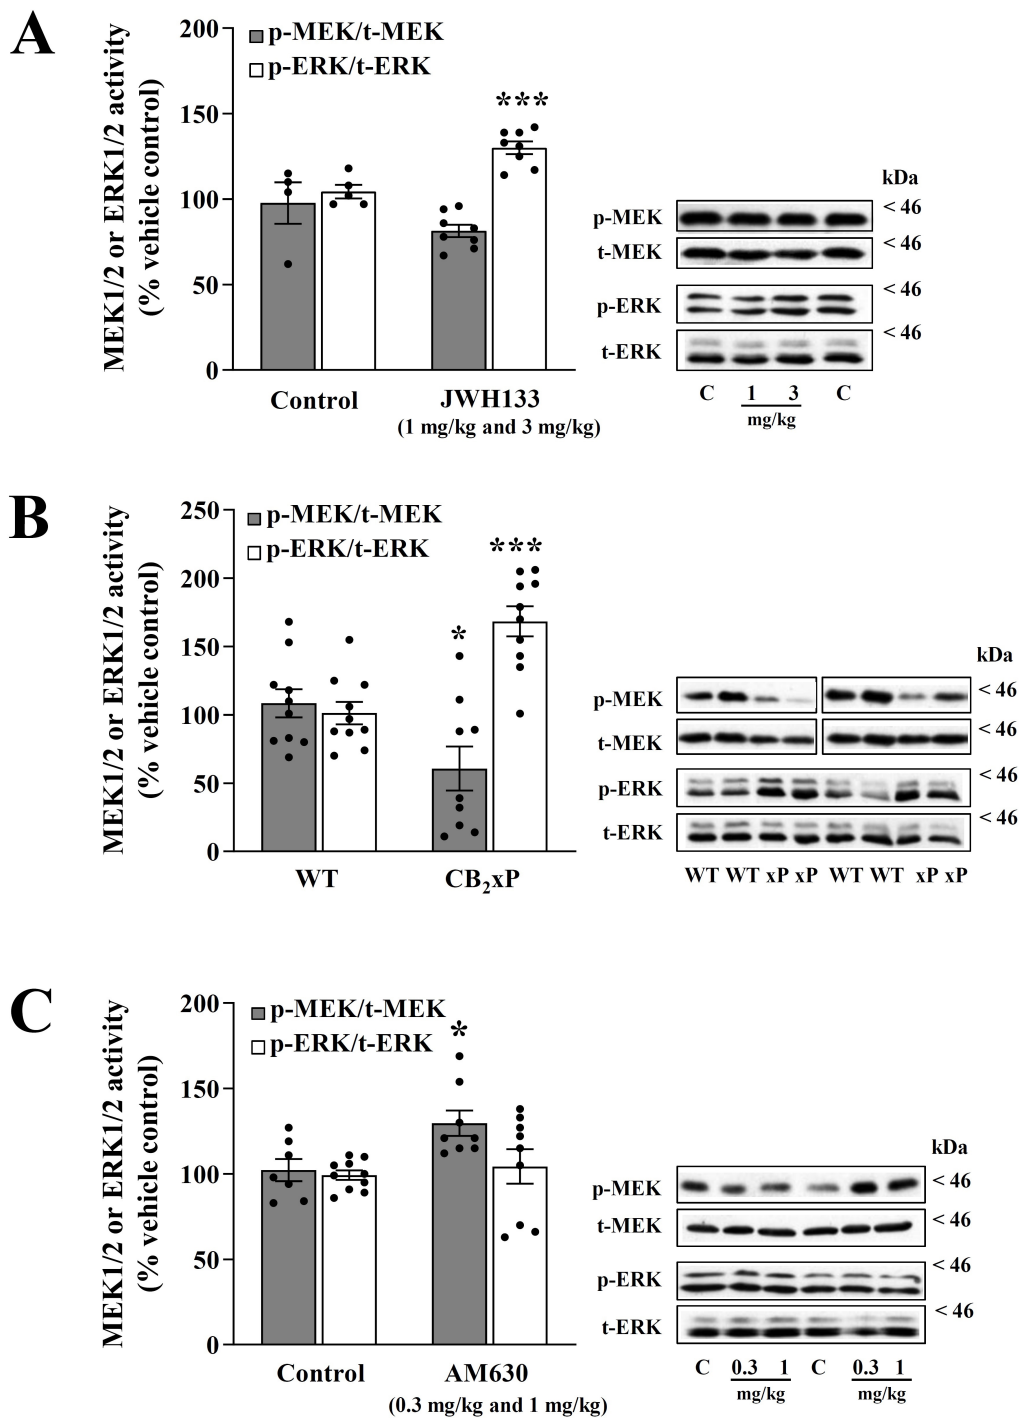 A
MEK1/2 or ERK1/2 activity
(% vehicle control)
200
150
100
50
0
p-MEK/t-MEK
p-ERK/t-ERK
***
Control
JWH133
(1 mg/kg and 3 mg/kg)
kDa
p-MEK < 46
t-MEK < 46
p-ERK < 46
t-ERK < 46
C 1 3 C
mg/kg
B
MEK1/2 or ERK1/2 activity
(% vehicle control)
250
200
150
100
50
0
p-MEK/t-MEK
p-ERK/t-ERK
***
*
WT
CB₂xP
kDa
p-MEK < 46
t-MEK < 46
p-ERK < 46
t-ERK < 46
WT WT xP xP WT WT xP xP
C
MEK1/2 or ERK1/2 activity
(% vehicle control)
200
150
100
50
0
p-MEK/t-MEK
p-ERK/t-ERK
*
Control
AM630
(0.3 mg/kg and 1 mg/kg)
kDa
p-MEK < 46
t-MEK < 46
p-ERK < 46
t-ERK < 46
C 0.3 1 C 0.3 1
mg/kg mg/kg